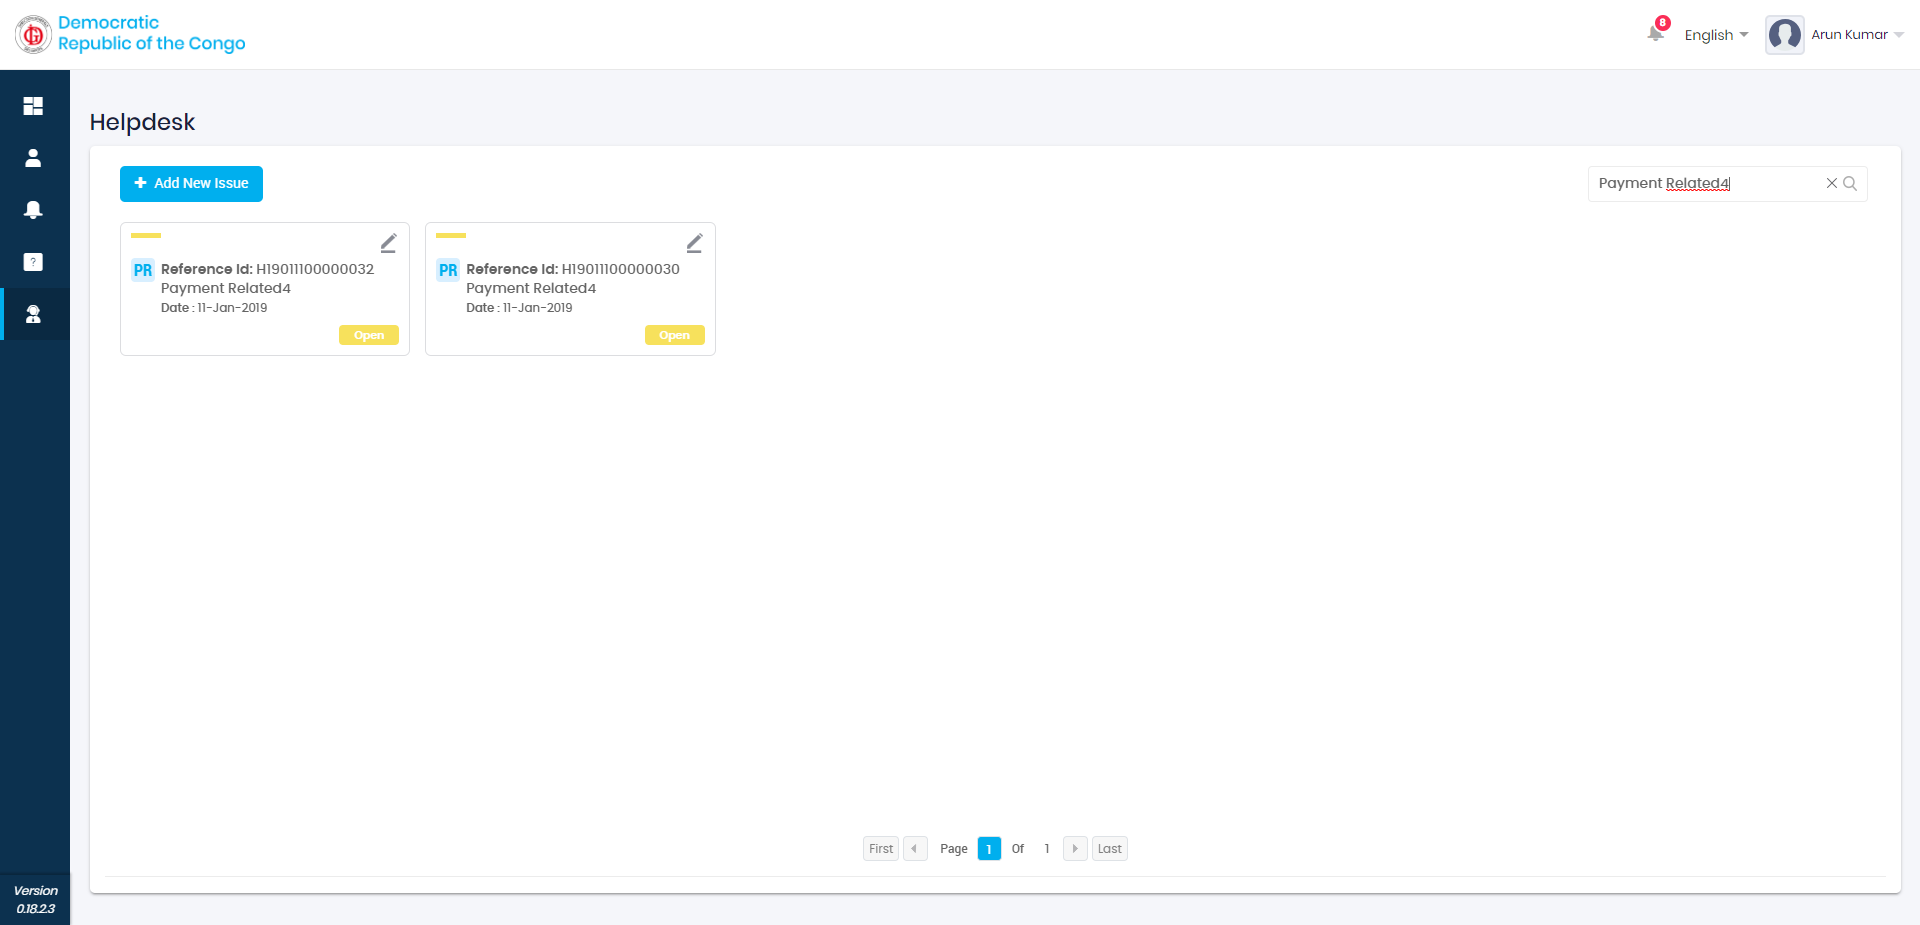 Democratic
Republic of the Congo
8
English
Arun Kumar
Helpdesk
+ Add New Issue
Payment Related4
PR
Reference Id: H19011100000032
Payment Related4
Date : 11-Jan-2019
Open
PR
Reference Id: H19011100000030
Payment Related4
Date : 11-Jan-2019
Open
?
First
Page
1
Of
1
Last
Version
0.18.2.3